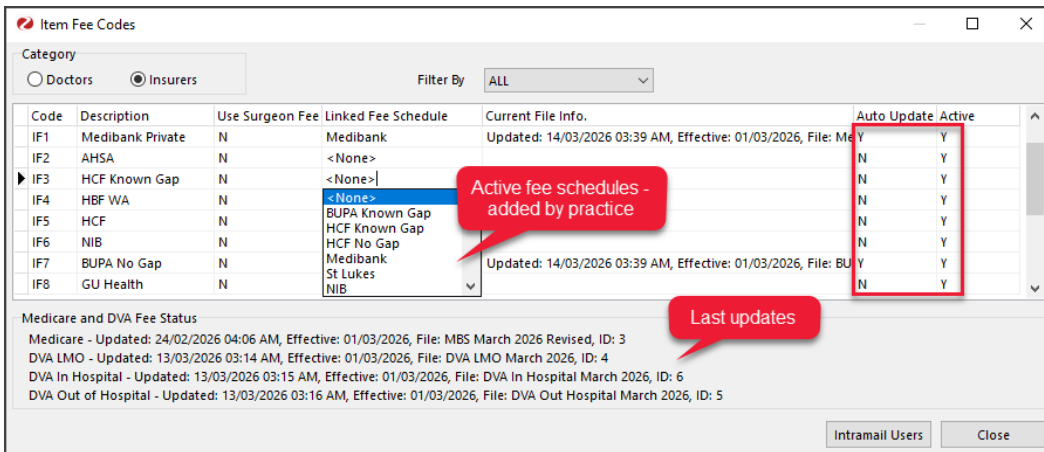 Item Fee Codes
Category
Doctors Insurers Filter By ALL
Code Description Use Surgeon Fee Linked Fee Schedule Current File Info. Auto Update Active
IF1 Medibank Private N Medibank Updated: 14/03/2026 03:39 AM, Effective: 01/03/2026, File: Me Y Y
IF2 AHSA N <None> N Y
IF3 HCF Known Gap N <None> N Y
IF4 HBF WA N N Y
IF5 HCF N N Y
IF6 NIB N N Y
IF7 BUPA No Gap N Updated: 14/03/2026 03:39 AM, Effective: 01/03/2026, File: BU Y Y
IF8 GU Health N N Y
<None>
BUPA Known Gap
HCF Known Gap
HCF No Gap
Medibank
St Lukes
NIB
Active fee schedules -
added by practice
Last updates
Medicare and DVA Fee Status
Medicare - Updated: 24/02/2026 04:06 AM, Effective: 01/03/2026, File: MBS March 2026 Revised, ID: 3
DVA LMO - Updated: 13/03/2026 03:14 AM, Effective: 01/03/2026, File: DVA LMO March 2026, ID: 4
DVA In Hospital - Updated: 13/03/2026 03:15 AM, Effective: 01/03/2026, File: DVA In Hospital March 2026, ID: 6
DVA Out of Hospital - Updated: 13/03/2026 03:16 AM, Effective: 01/03/2026, File: DVA Out Hospital March 2026, ID: 5
Intramail Users Close